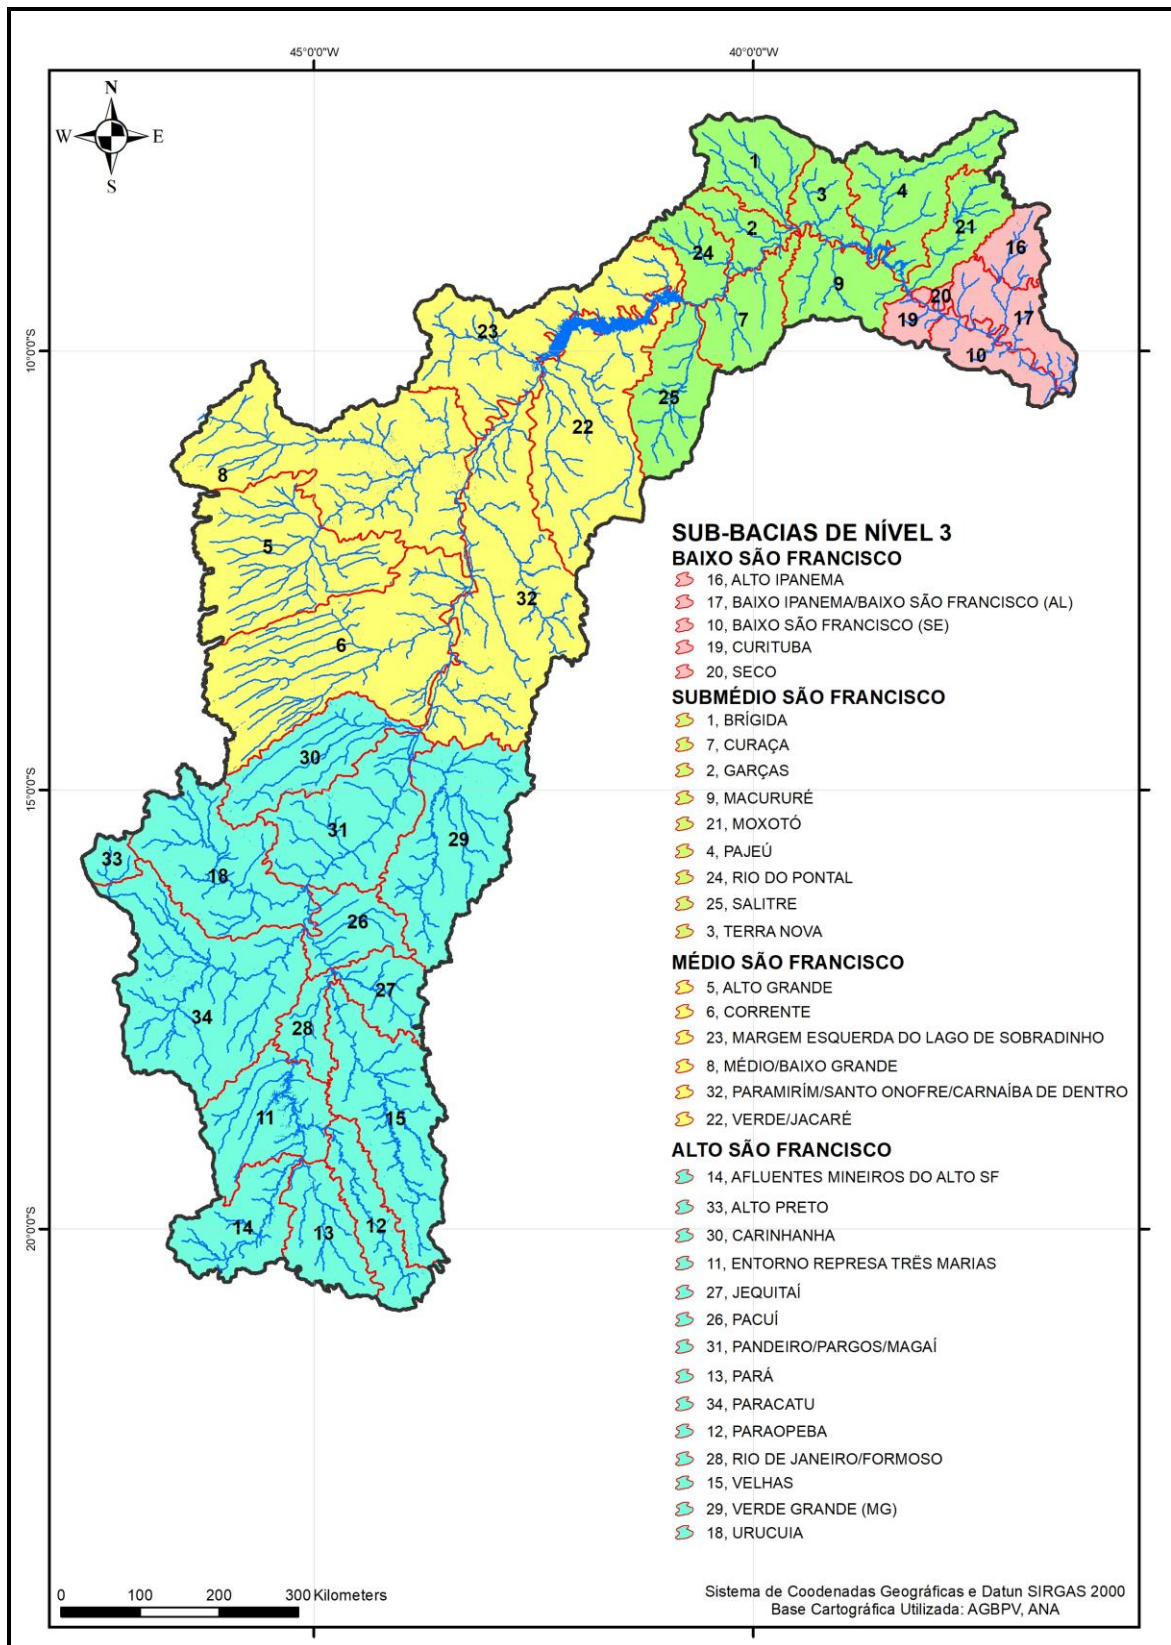 45°0'0"W
40°0'0"W
N
W
E
S
1
3
4
2
21
24
16
9
20
23
7
19
17
10
10°0'0"S
25
22
8
5
32
6
SUB-BACIAS DE NÍVEL 3
BAIXO SÃO FRANCISCO
16, ALTO IPANEMA
17, BAIXO IPANEMA/BAIXO SÃO FRANCISCO (AL)
10, BAIXO SÃO FRANCISCO (SE)
19, CURITUBA
20, SECO
SUBMÉDIO SÃO FRANCISCO
1, BRÍGIDA
7, CURAÇA
2, GARÇAS
9, MACURURÉ
21, MOXOTÓ
4, PAJEÚ
24, RIO DO PONTAL
25, SALITRE
3, TERRA NOVA
MÉDIO SÃO FRANCISCO
5, ALTO GRANDE
6, CORRENTE
23, MARGEM ESQUERDA DO LAGO DE SOBRADINHO
8, MÉDIO/BAIXO GRANDE
32, PARAMIRÍM/SANTO ONOFRE/CARNAÍBA DE DENTRO
22, VERDE/JACARÉ
ALTO SÃO FRANCISCO
14, AFLUENTES MINEIROS DO ALTO SF
33, ALTO PRETO
30, CARINHANHA
11, ENTORNO REPRESA TRÊS MARIAS
27, JEQUITAÍ
26, PACUÍ
31, PANDEIRO/PARGOS/MAGAÍ
13, PARÁ
34, PARACATU
12, PARAOPEBA
28, RIO DE JANEIRO/FORMOSO
15, VELHAS
29, VERDE GRANDE (MG)
18, URUCUIA
30
15°0'0"S
31
29
33
18
26
27
34
28
11
15
14
13
12
20°0'0"S
0 100 200 300 Kilometers
Sistema de Coodenadas Geográficas e Datun SIRGAS 2000
Base Cartográfica Utilizada: AGBPV, ANA